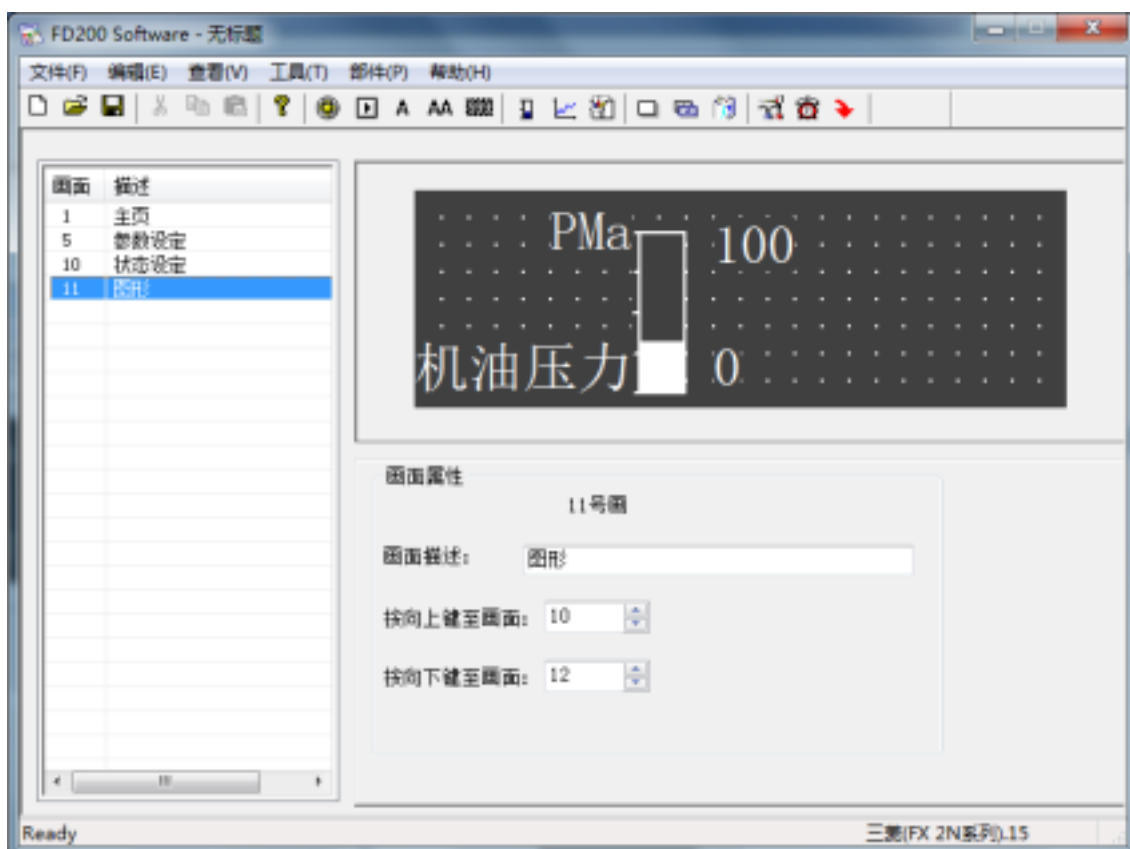 FD200 Software - 无标题
文件(F) 编辑(E) 查看(V) 工具(T) 部件(P) 帮助(H)
A AA
画面 描述
1 主页
5 参数设定
10 状态设定
11 图形
PMa 100
机油压力 0
画面属性
11号画
画面描述： 图形
按向上键至画面： 10
按向下键至画面： 12
Ready 三菱(FX 2N系列).15